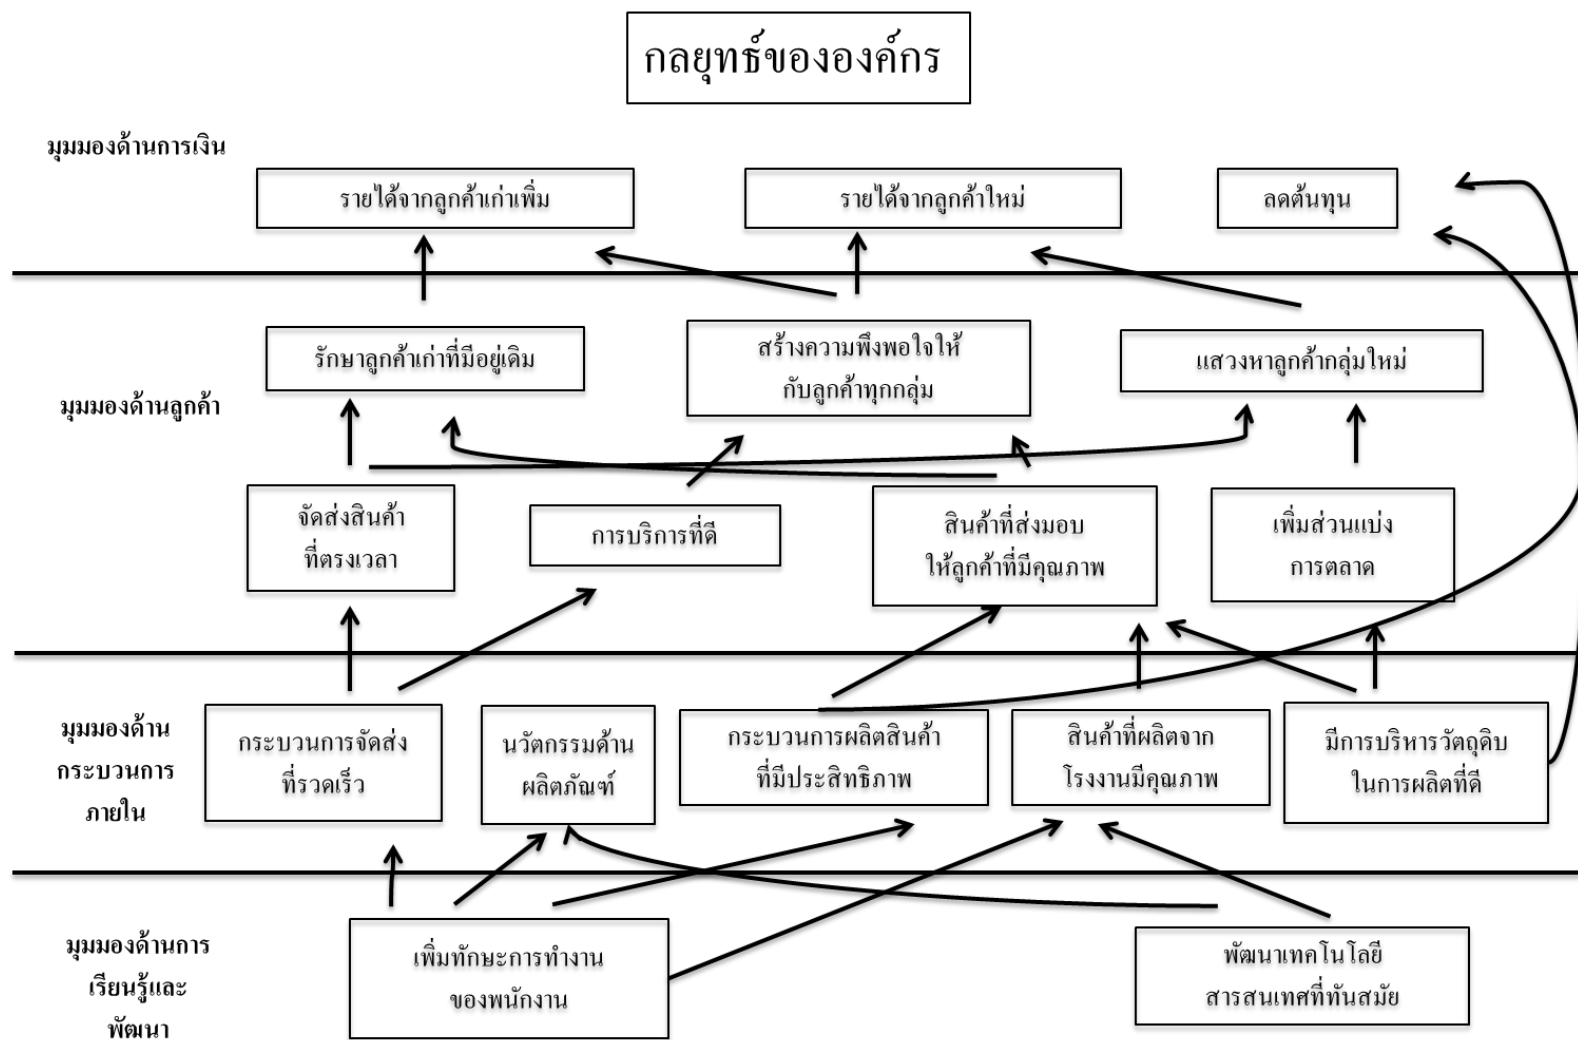 กลยุทธ์ขององค์กร
มุมมองด้านการเงิน
รายได้จากลูกค้าเก่าเพิ่ม
รายได้จากลูกค้าใหม่
ลดต้นทุน
มุมมองด้านลูกค้า
รักษาลูกค้าเก่าที่มีอยู่เดิม
สร้างความพึงพอใจให้
กับลูกค้าทุกกลุ่ม
แสวงหาลูกค้ากลุ่มใหม่
จัดส่งสินค้า
ที่ตรงเวลา
การบริการที่ดี
สินค้าที่ส่งมอบ
ให้ลูกค้าที่มีคุณภาพ
เพิ่มส่วนแบ่ง
การตลาด
มุมมองด้าน
กระบวนการ
ภายใน
กระบวนการจัดส่ง
ที่รวดเร็ว
นวัตกรรมด้าน
ผลิตภัณฑ์
กระบวนการผลิตสินค้า
ที่มีประสิทธิภาพ
สินค้าที่ผลิตจาก
โรงงานมีคุณภาพ
มีการบริหารวัตถุดิบ
ในการผลิตที่ดี
มุมมองด้านการ
เรียนรู้และ
พัฒนา
เพิ่มทักษะการทำงาน
ของพนักงาน
พัฒนาเทคโนโลยี
สารสนเทศที่ทันสมัย